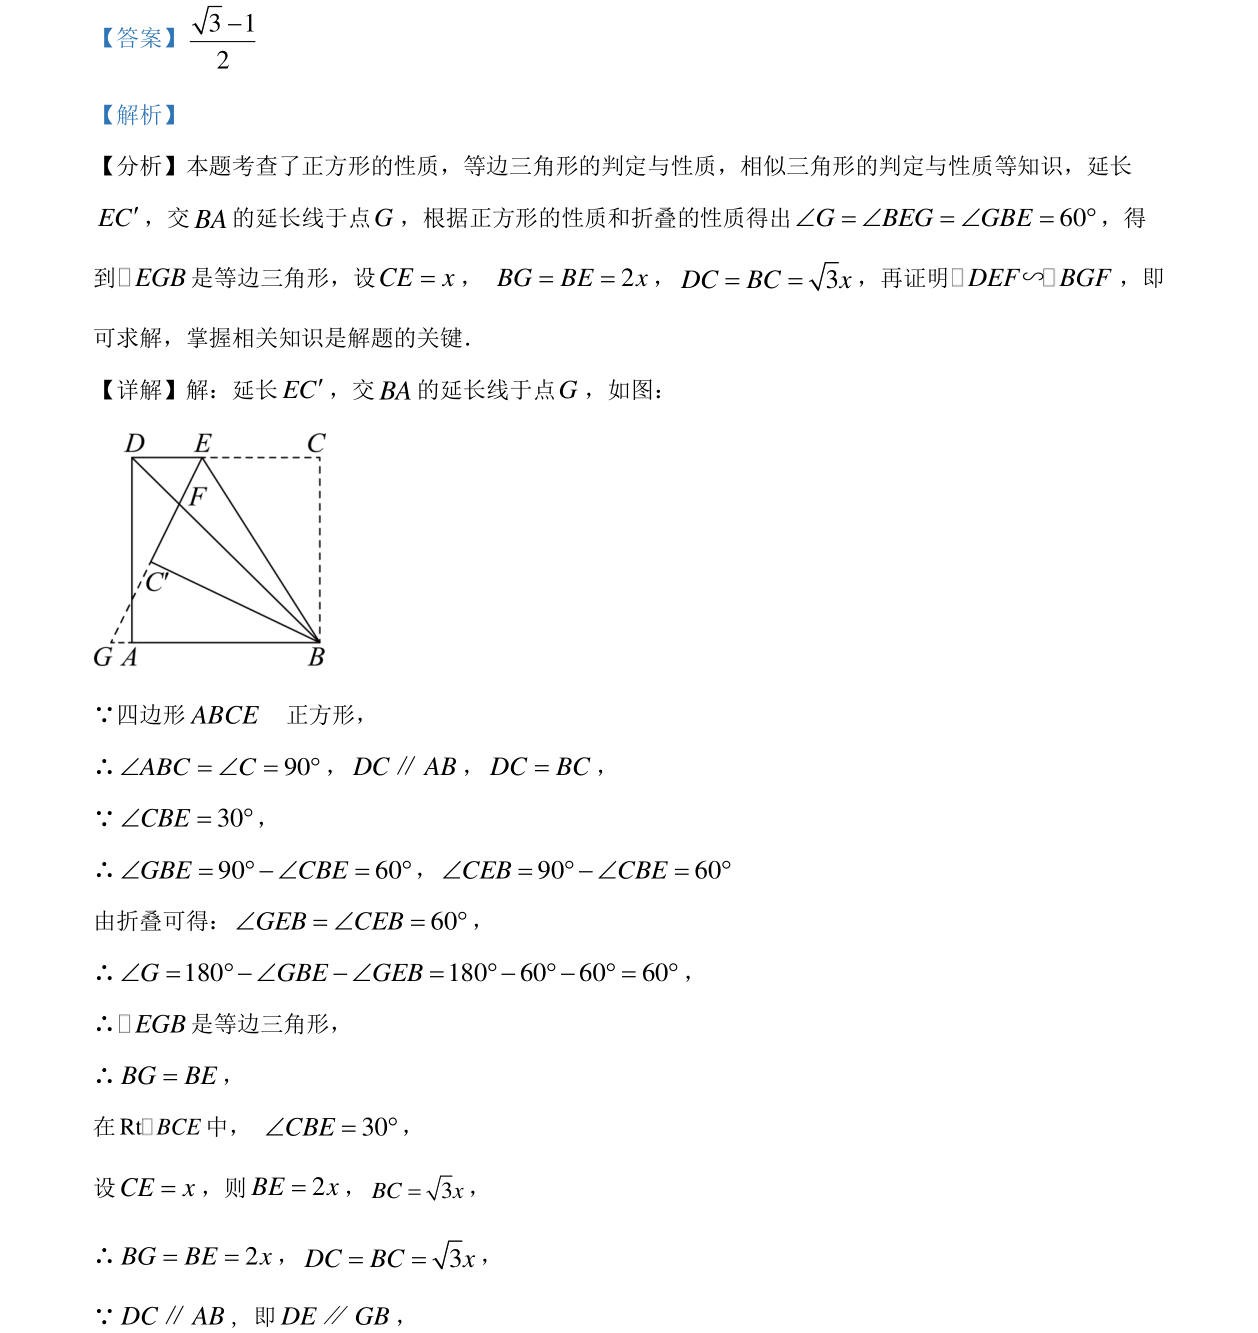 【答案】$\frac{\sqrt{3}-1}{2}$
【解析】
【分析】本题考查了正方形的性质，等边三角形的判定与性质，相似三角形的判定与性质等知识，延长
EC′，交BA的延长线于点G，根据正方形的性质和折叠的性质得出∠G=∠BEG=∠GBE=60°，得
到□EGB是等边三角形，设CE=x， BG=BE=2x，DC=BC=√3x，再证明□DEF∽□BGF，即
可求解，掌握相关知识是解题的关键．
【详解】解：延长EC′，交BA的延长线于点G，如图：
D E C
F
C′
G A B
∵四边形ABCE 正方形，
∴∠ABC=∠C=90°，DC∥AB，DC=BC，
∵∠CBE=30°，
∴∠GBE=90°−∠CBE=60°，∠CEB=90°−∠CBE=60°
由折叠可得：∠GEB=∠CEB=60°，
∴∠G=180°−∠GBE−∠GEB=180°−60°−60°=60°，
∴□EGB是等边三角形，
∴BG=BE，
在Rt□BCE中， ∠CBE=30°，
设CE=x，则BE=2x，BC=√3x，
∴BG=BE=2x，DC=BC=√3x，
∵DC∥AB，即DE∥GB，